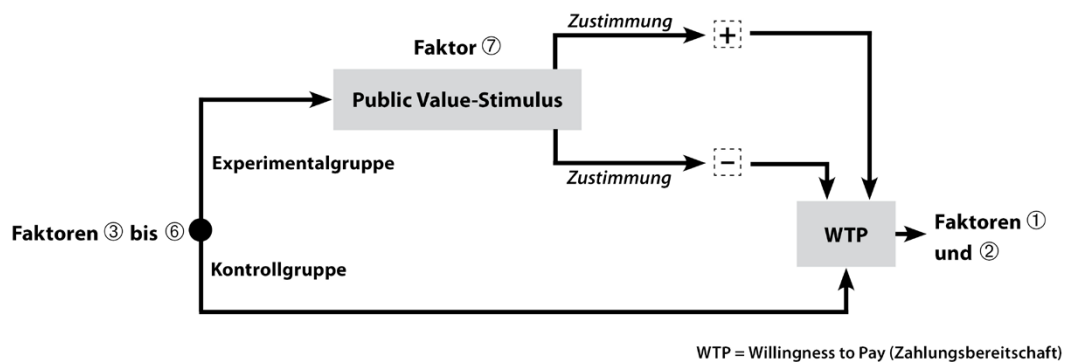 Zustimmung
+
Faktor ⑦
Public Value-Stimulus
Experimentalgruppe
Zustimmung
−
Faktoren ③ bis ⑥
WTP
Faktoren ①
und ②
Kontrollgruppe
WTP = Willingness to Pay (Zahlungsbereitschaft)